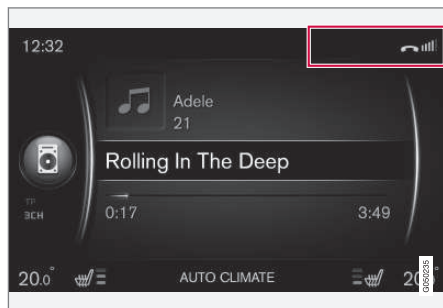 12:32
Adele
21
Rolling In The Deep
TP
3CH
0:17
3:49
20.0°
AUTO CLIMATE
G050235